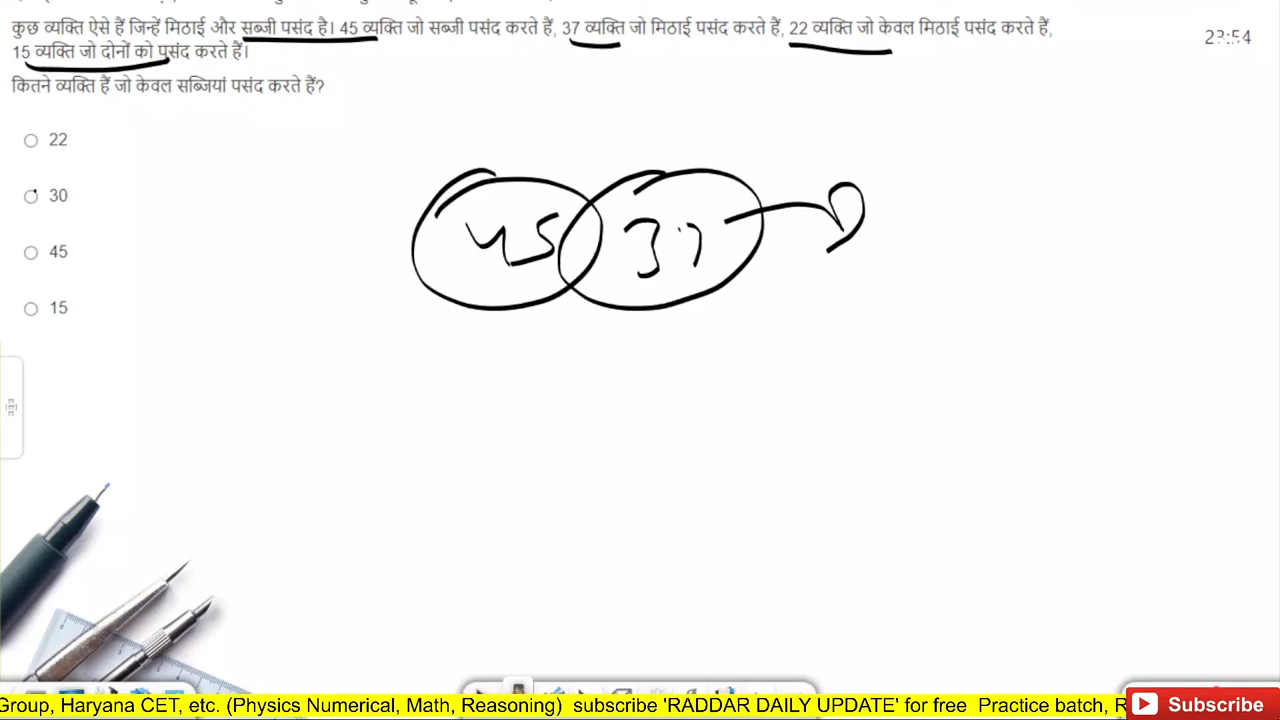 कुछ व्यक्ति ऐसे हैं जिन्हें मिठाई और सब्जी पसंद है। 45 व्यक्ति जो सब्जी पसंद करते हैं, 37 व्यक्ति जो मिठाई पसंद करते हैं, 22 व्यक्ति जो केवल मिठाई पसंद करते हैं,
15 व्यक्ति जो दोनों को पसंद करते हैं।
23:54
कितने व्यक्ति हैं जो केवल सब्जियां पसंद करते हैं?
22
30
45
15
45 37
Group, Haryana CET, etc. (Physics Numerical, Math, Reasoning) subscribe 'RADDAR DAILY UPDATE' for free Practice batch, R
Subscribe